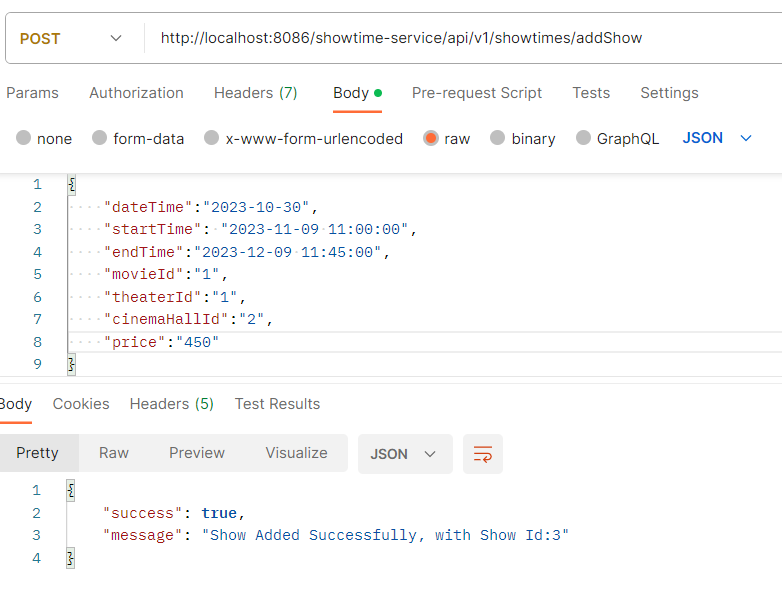 POST http://localhost:8086/showtime-service/api/v1/showtimes/addShow
Params Authorization Headers (7) Body Pre-request Script Tests Settings
none form-data x-www-form-urlencoded raw binary GraphQL JSON
1 {
2 "dateTime":"2023-10-30",
3 "startTime": "2023-11-09 11:00:00",
4 "endTime":"2023-12-09 11:45:00",
5 "movieId":"1",
6 "theaterId":"1",
7 "cinemaHallId":"2",
8 "price":"450"
9 }
Body Cookies Headers (5) Test Results
Pretty Raw Preview Visualize JSON
1 {
2 "success": true,
3 "message": "Show Added Successfully, with Show Id:3"
4 }